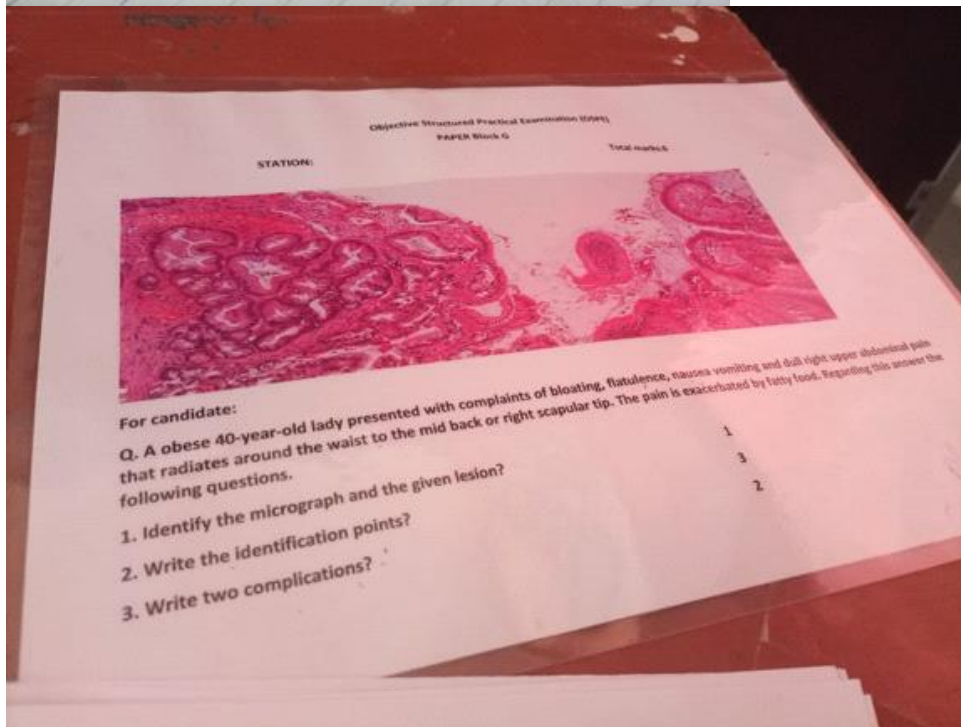 Objective Structured Practical Examination (OSPE)
PAPER Block G
STATION:
Total marks:6
For candidate:
Q. A obese 40-year-old lady presented with complaints of bloating, flatulence, nausea vomiting and dull right upper abdominal pain
that radiates around the waist to the mid back or right scapular tip. The pain is exacerbated by fatty food. Regarding this answer the
following questions.
1. Identify the micrograph and the given lesion? 1
2. Write the identification points? 3
3. Write two complications? 2